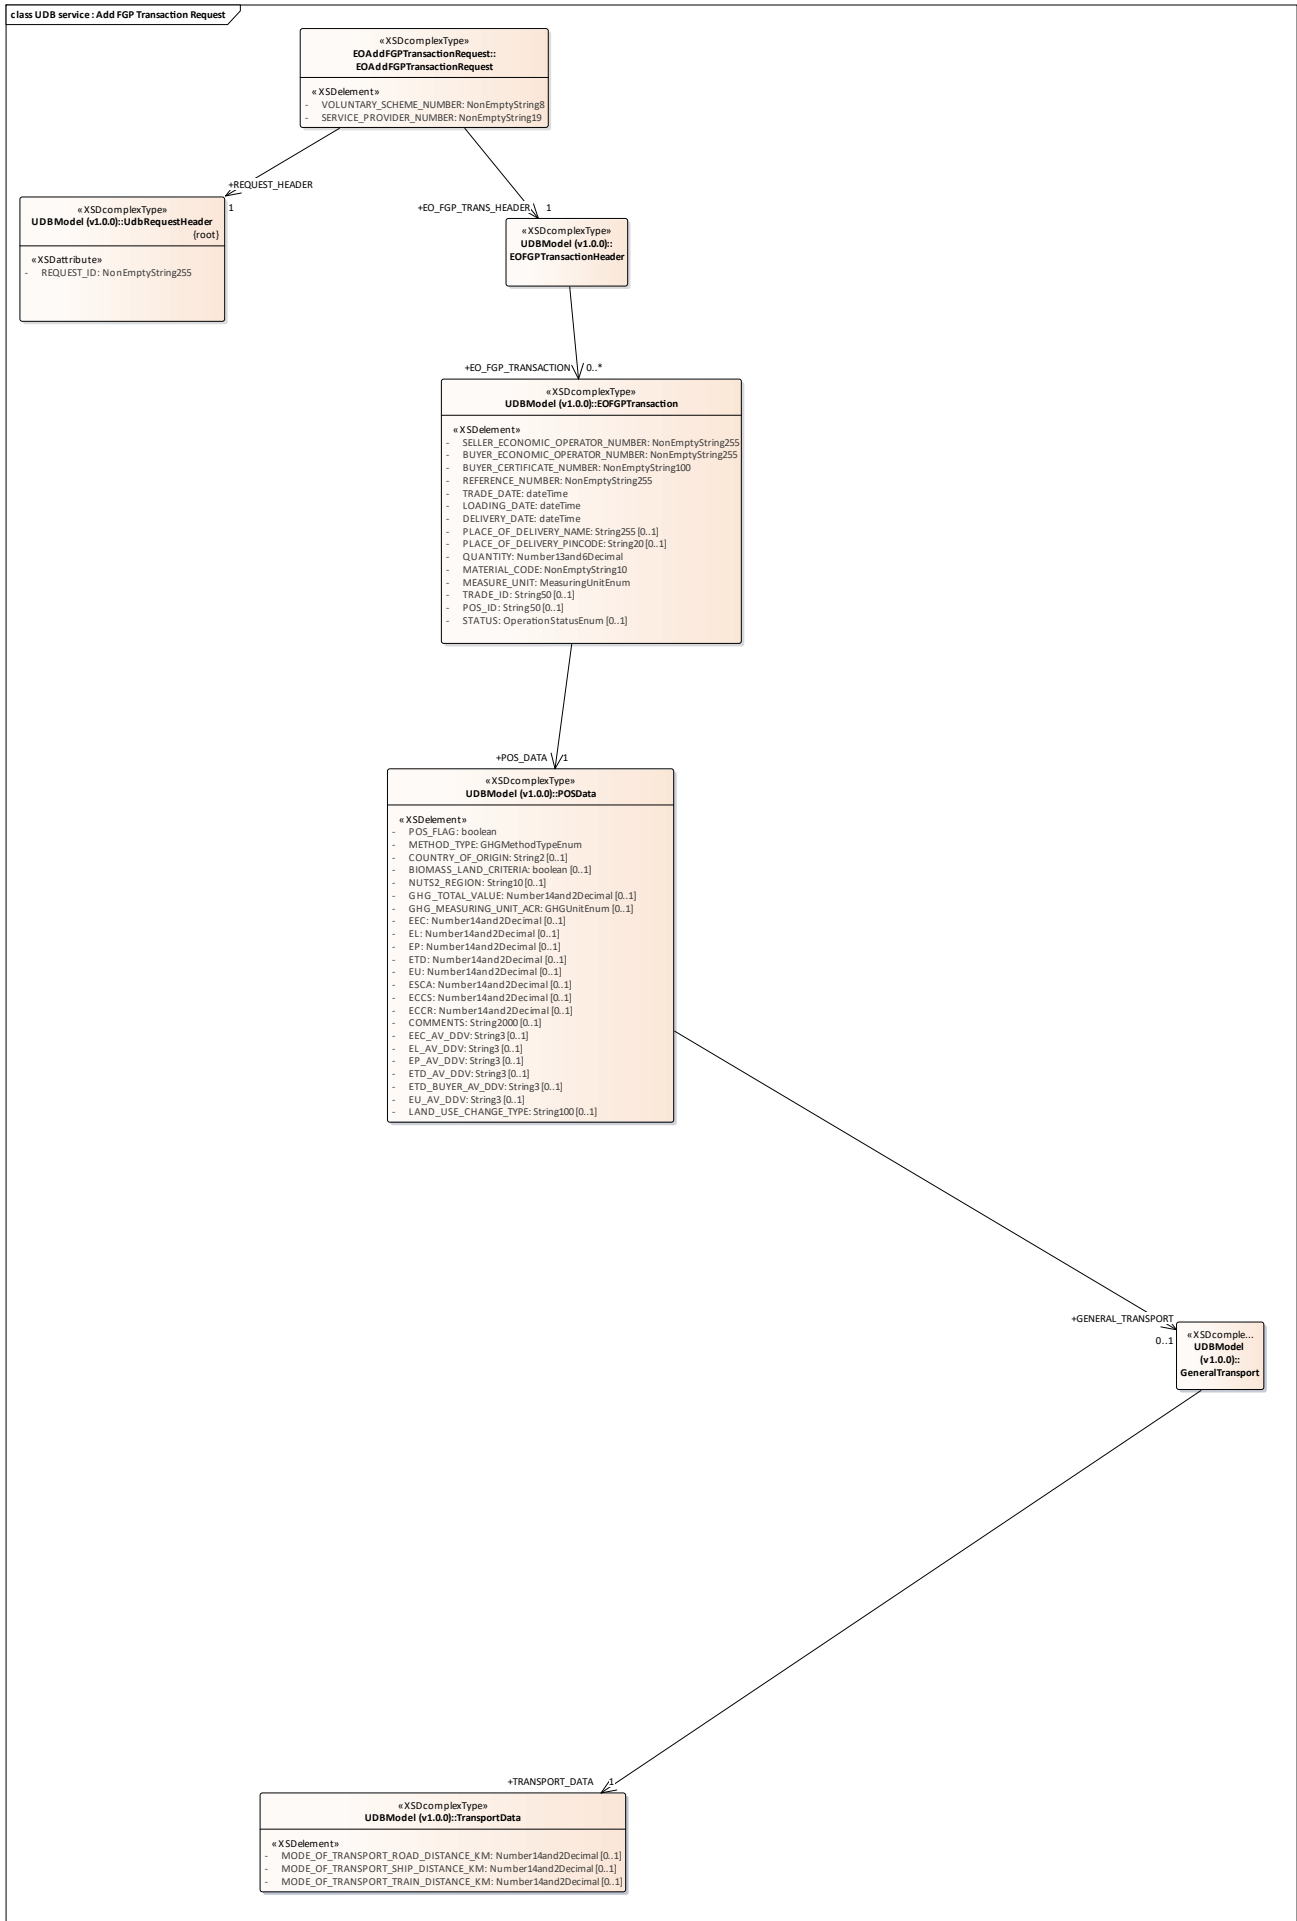 class UDB service : Add FGP Transaction Request
«XSDcomplexType»
EOAddFGPTransactionRequest::
EOAddFGPTransactionRequest
«XSDelement»
- VOLUNTARY_SCHEME_NUMBER: NonEmptyString8
- SERVICE_PROVIDER_NUMBER: NonEmptyString19
+REQUEST_HEADER
1
«XSDcomplexType»
UDBModel (v1.0.0)::UdbRequestHeader
{root}
«XSDattribute»
- REQUEST_ID: NonEmptyString255
+EO_FGP_TRANS_HEADER
1
«XSDcomplexType»
UDBModel (v1.0.0)::
EOFGPTransactionHeader
+EO_FGP_TRANSACTION
0..*
«XSDcomplexType»
UDBModel (v1.0.0)::EOFGPTransaction
«XSDelement»
- SELLER_ECONOMIC_OPERATOR_NUMBER: NonEmptyString255
- BUYER_ECONOMIC_OPERATOR_NUMBER: NonEmptyString255
- BUYER_CERTIFICATE_NUMBER: NonEmptyString100
- REFERENCE_NUMBER: NonEmptyString255
- TRADE_DATE: dateTime
- LOADING_DATE: dateTime
- DELIVERY_DATE: dateTime
- PLACE_OF_DELIVERY_NAME: String255 [0..1]
- PLACE_OF_DELIVERY_PINCODE: String20 [0..1]
- QUANTITY: Number13and6Decimal
- MATERIAL_CODE: NonEmptyString10
- MEASURE_UNIT: MeasuringUnitEnum
- TRADE_ID: String50 [0..1]
- POS_ID: String50 [0..1]
- STATUS: OperationStatusEnum [0..1]
+POS_DATA
1
«XSDcomplexType»
UDBModel (v1.0.0)::POSData
«XSDelement»
- POS_FLAG: boolean
- METHOD_TYPE: GHGMethodTypeEnum
- COUNTRY_OF_ORIGIN: String2 [0..1]
- BIOMASS_LAND_CRITERIA: boolean [0..1]
- NUTS2_REGION: String10 [0..1]
- GHG_TOTAL_VALUE: Number14and2Decimal [0..1]
- GHG_MEASURING_UNIT_ACR: GHGUnitEnum [0..1]
- EEC: Number14and2Decimal [0..1]
- EL: Number14and2Decimal [0..1]
- EP: Number14and2Decimal [0..1]
- ETD: Number14and2Decimal [0..1]
- EU: Number14and2Decimal [0..1]
- ESCA: Number14and2Decimal [0..1]
- ECCS: Number14and2Decimal [0..1]
- ECCR: Number14and2Decimal [0..1]
- COMMENTS: String2000 [0..1]
- EEC_AV_DDV: String3 [0..1]
- EL_AV_DDV: String3 [0..1]
- EP_AV_DDV: String3 [0..1]
- ETD_AV_DDV: String3 [0..1]
- ETD_BUYER_AV_DDV: String3 [0..1]
- EU_AV_DDV: String3 [0..1]
- LAND_USE_CHANGE_TYPE: String100 [0..1]
+GENERAL_TRANSPORT
0..1
«XSDcomple...
UDBModel
(v1.0.0)::
GeneralTransport
+TRANSPORT_DATA
1
«XSDcomplexType»
UDBModel (v1.0.0)::TransportData
«XSDelement»
- MODE_OF_TRANSPORT_ROAD_DISTANCE_KM: Number14and2Decimal [0..1]
- MODE_OF_TRANSPORT_SHIP_DISTANCE_KM: Number14and2Decimal [0..1]
- MODE_OF_TRANSPORT_TRAIN_DISTANCE_KM: Number14and2Decimal [0..1]